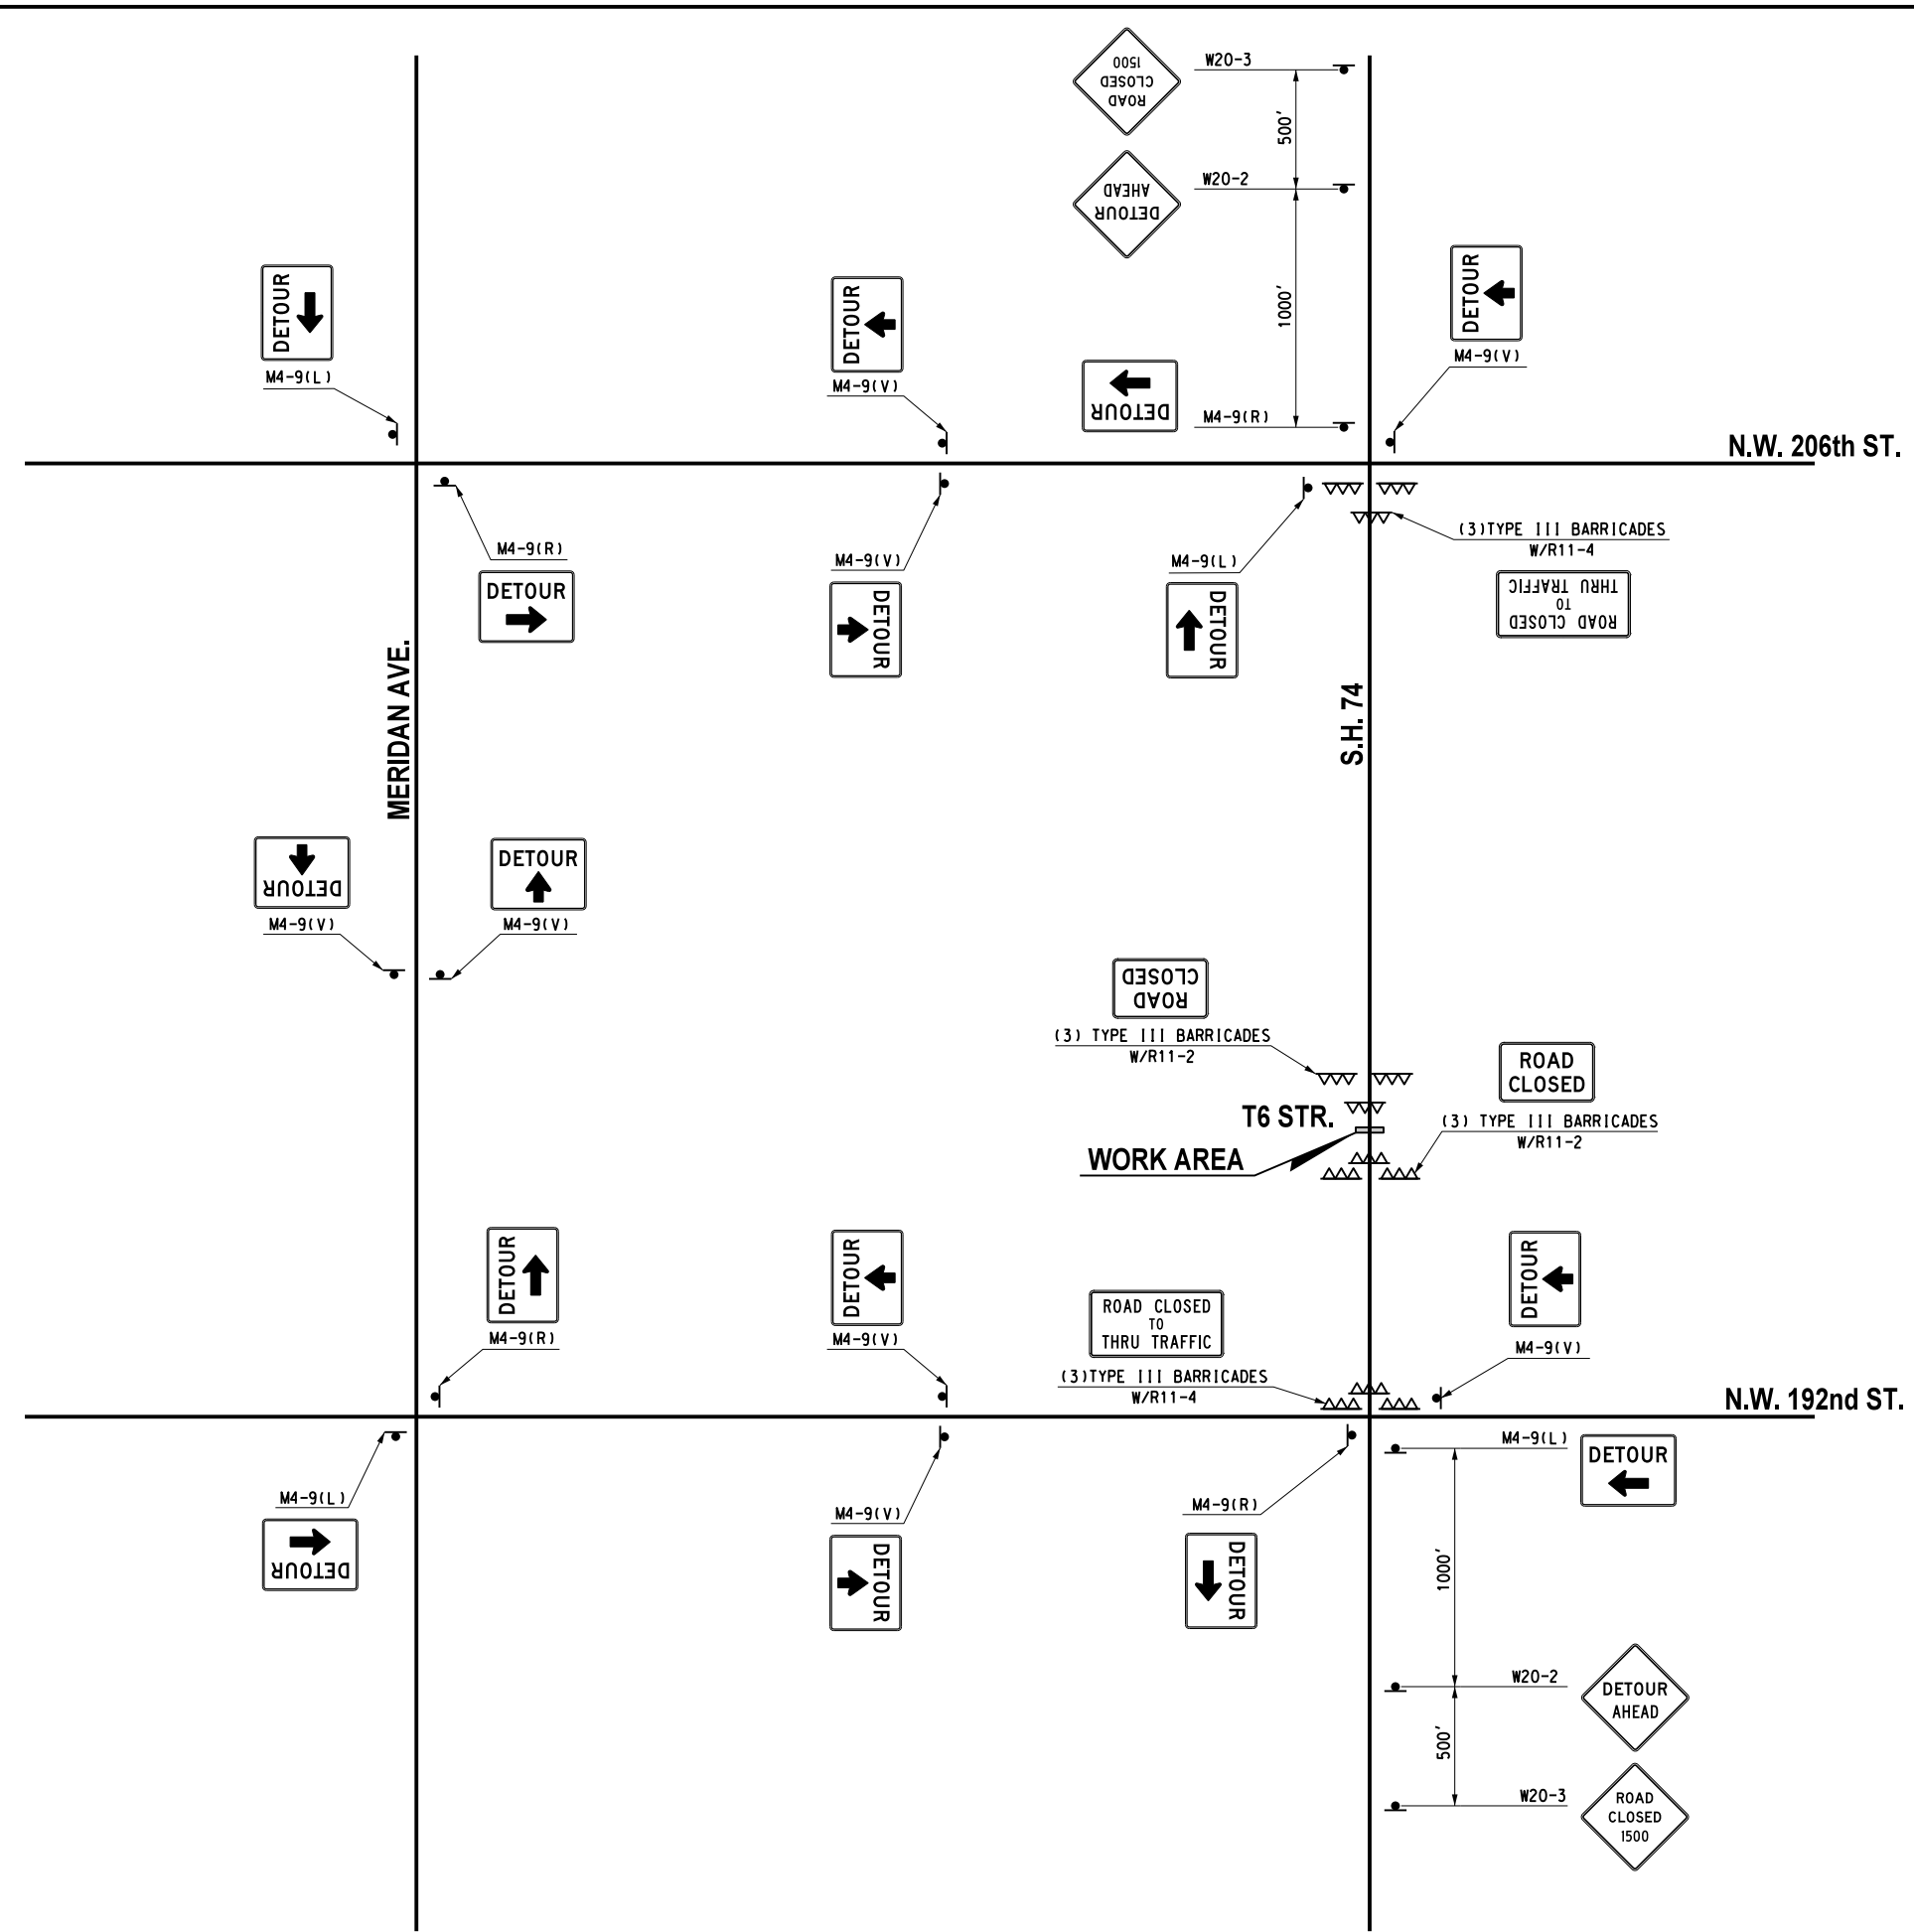 ROAD
CLOSED
1500
W20-3
500'
DETOUR
AHEAD
W20-2
1000'
DETOUR
M4-9(L)
DETOUR
M4-9(V)
DETOUR
M4-9(R)
DETOUR
M4-9(V)
N.W. 206th ST.
M4-9(R)
DETOUR
M4-9(V)
DETOUR
M4-9(L)
DETOUR
(3)TYPE III BARRICADES
W/R11-4
ROAD CLOSED
TO
THRU TRAFFIC
MERIDAN AVE.
S.H. 74
DETOUR
M4-9(V)
DETOUR
M4-9(V)
ROAD
CLOSED
(3) TYPE III BARRICADES
W/R11-2
ROAD
CLOSED
(3) TYPE III BARRICADES
W/R11-2
T6 STR.
WORK AREA
DETOUR
M4-9(R)
DETOUR
M4-9(V)
ROAD CLOSED
TO
THRU TRAFFIC
(3)TYPE III BARRICADES
W/R11-4
DETOUR
M4-9(V)
N.W. 192nd ST.
M4-9(L)
DETOUR
M4-9(V)
DETOUR
M4-9(R)
DETOUR
M4-9(L)
DETOUR
1000'
W20-2
DETOUR
AHEAD
500'
W20-3
ROAD
CLOSED
1500